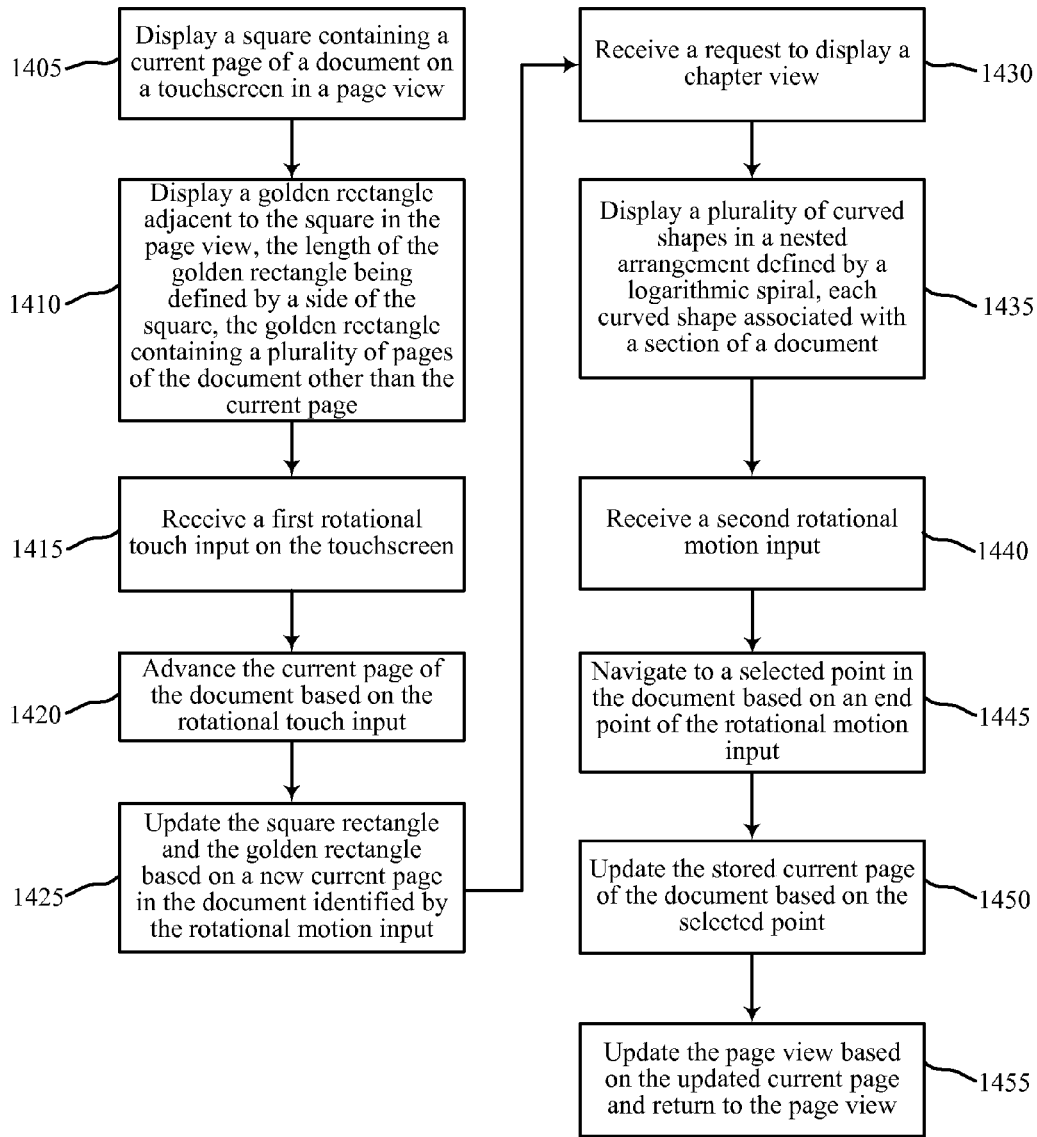 1405
Display a square containing a
current page of a document on
a touchscreen in a page view
1410
Display a golden rectangle
adjacent to the square in the
page view, the length of the
golden rectangle being
defined by a side of the
square, the golden rectangle
containing a plurality of pages
of the document other than the
current page
1415
Receive a first rotational
touch input on the touchscreen
1420
Advance the current page of
the document based on the
rotational touch input
1425
Update the square rectangle
and the golden rectangle
based on a new current page
in the document identified by
the rotational motion input
Receive a request to display a
chapter view
1430
Display a plurality of curved
shapes in a nested
arrangement defined by a
logarithmic spiral, each
curved shape associated with
a section of a document
1435
Receive a second rotational
motion input
1440
Navigate to a selected point in
the document based on an end
point of the rotational motion
input
1445
Update the stored current page
of the document based on the
selected point
1450
Update the page view based
on the updated current page
and return to the page view
1455